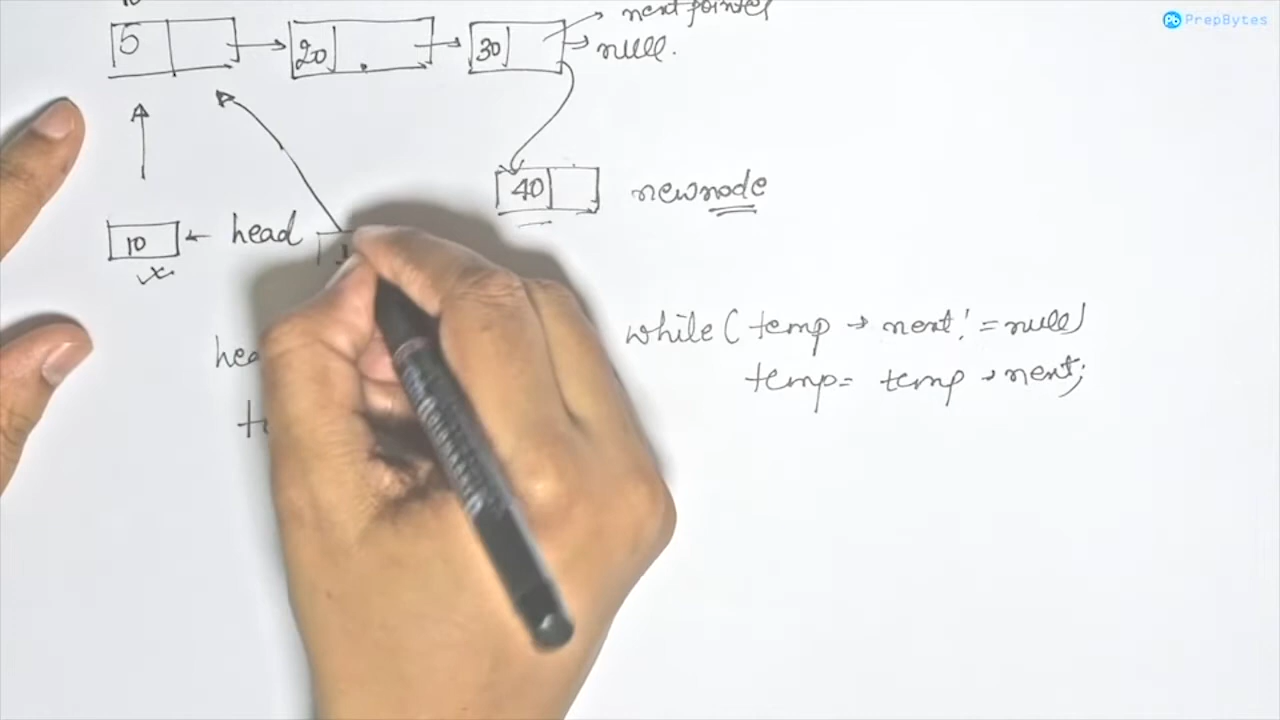 PrepBytes
next pointer
5 20 30 null.
40 newnode
10 ← head
while ( temp → next != null)
temp = temp → next;